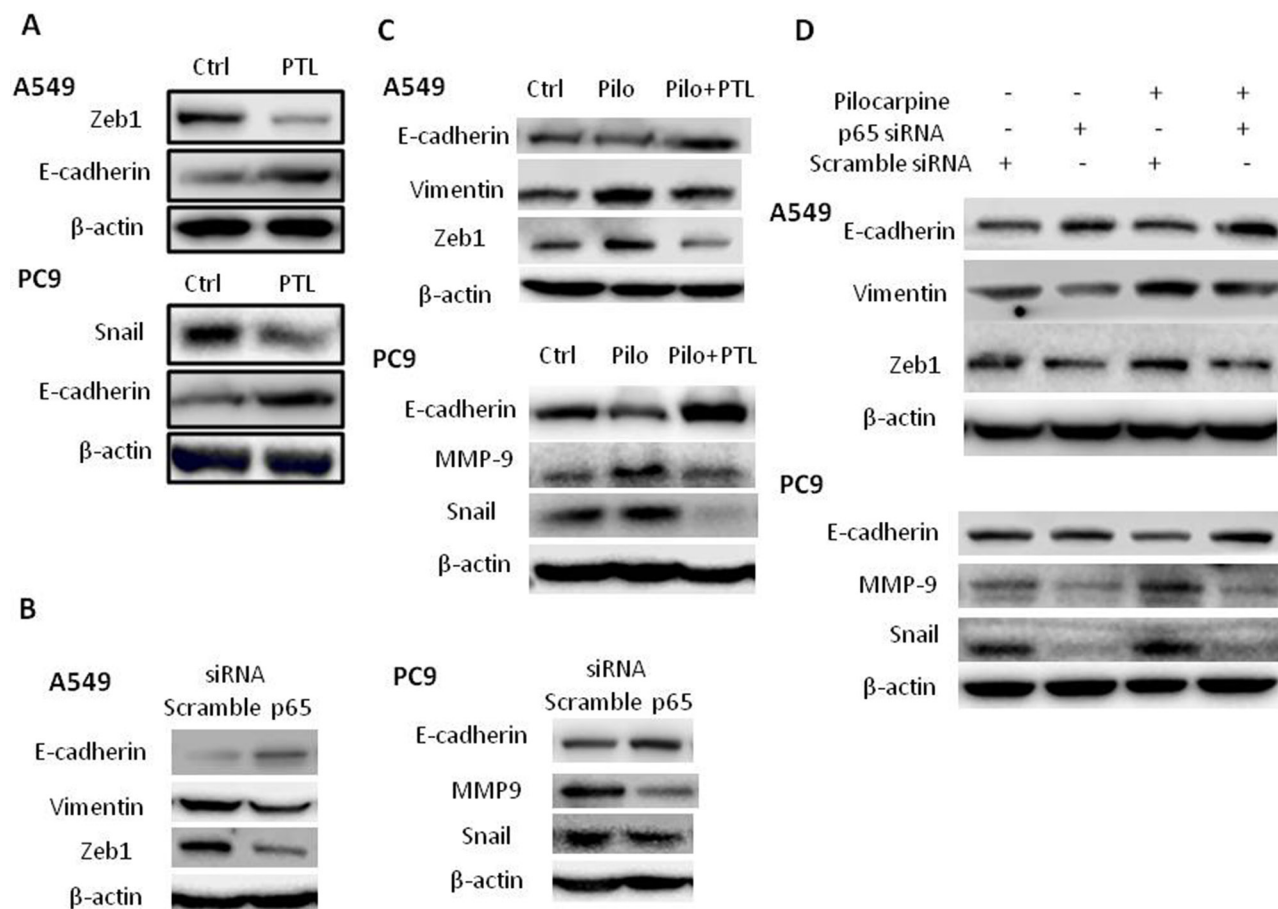 A
A549
Ctrl PTL
Zeb1
E-cadherin
β-actin
PC9
Ctrl PTL
Snail
E-cadherin
β-actin
B
A549
siRNA
Scramble p65
E-cadherin
Vimentin
Zeb1
β-actin
PC9
siRNA
Scramble p65
E-cadherin
MMP9
Snail
β-actin
C
A549
Ctrl Pilo Pilo+PTL
E-cadherin
Vimentin
Zeb1
β-actin
PC9
Ctrl Pilo Pilo+PTL
E-cadherin
MMP-9
Snail
β-actin
D
Pilocarpine - - + +
p65 siRNA - + - +
Scramble siRNA + - + -
A549
E-cadherin
Vimentin
Zeb1
β-actin
PC9
E-cadherin
MMP-9
Snail
β-actin